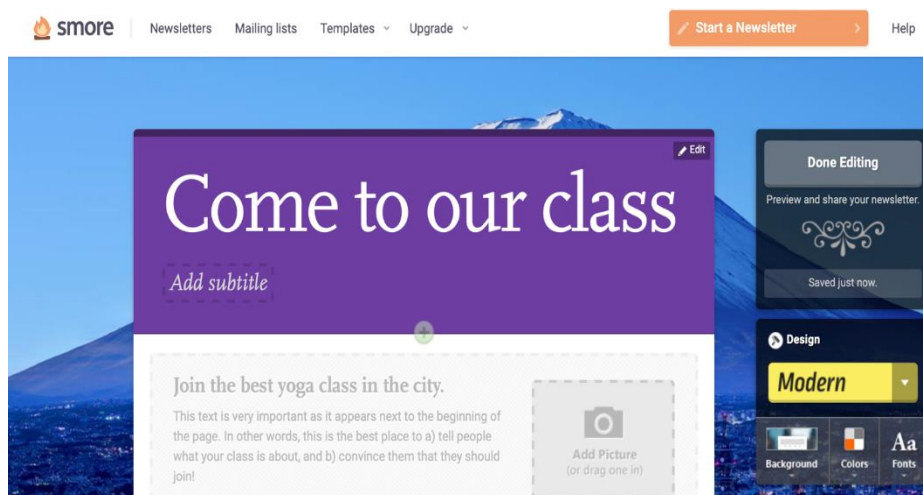 smore
Newsletters Mailing lists Templates Upgrade
Start a Newsletter
Help
Edit
Come to our class
Add subtitle
Join the best yoga class in the city.
This text is very important as it appears next to the beginning of
the page. In other words, this is the best place to a) tell people
what your class is about, and b) convince them that they should
join!
Add Picture
(or drag one in)
Done Editing
Preview and share your newsletter.
Saved just now.
Design
Modern
Background
Colors
Aa
Fonts